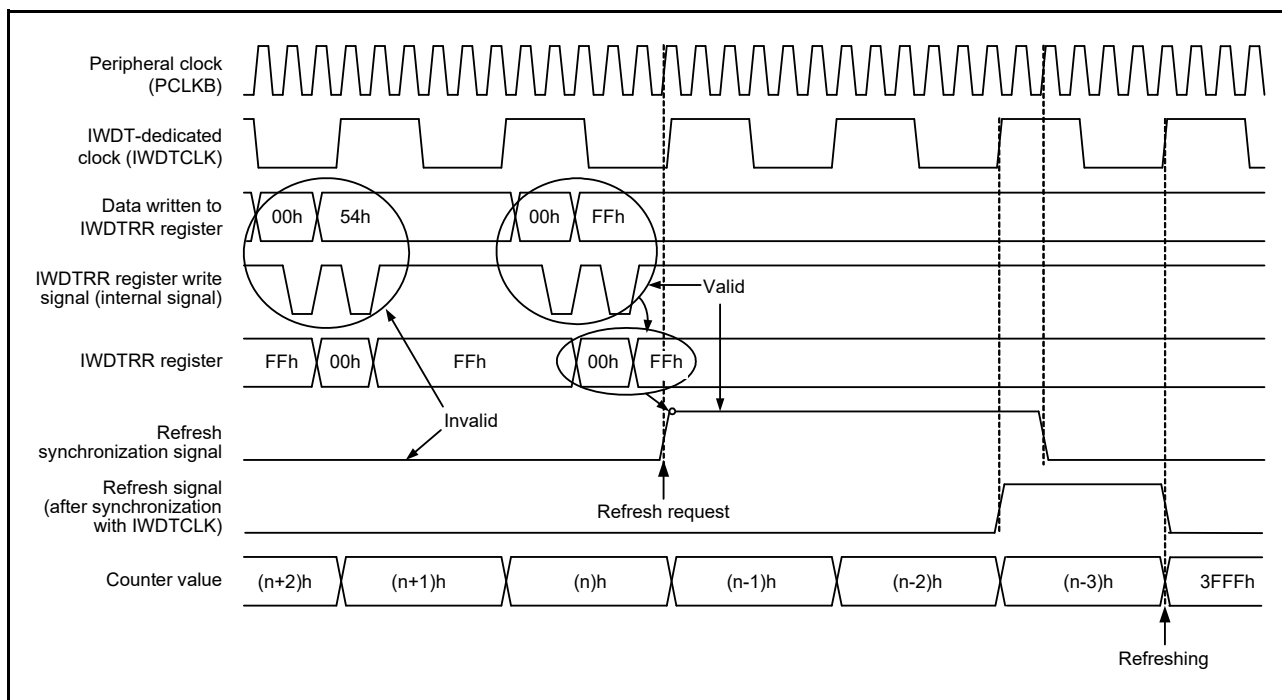 Peripheral clock
(PCLKB)
IWDT-dedicated
clock (IWDTCLK)
Data written to
IWDTRR register
00h
54h
00h
FFh
IWDTRR register write
signal (internal signal)
Valid
IWDTRR register
FFh
00h
FFh
00h
FFh
Invalid
Refresh
synchronization signal
Refresh request
Refresh signal
(after synchronization
with IWDTCLK)
Counter value
(n+2)h
(n+1)h
(n)h
(n-1)h
(n-2)h
(n-3)h
3FFFh
Refreshing